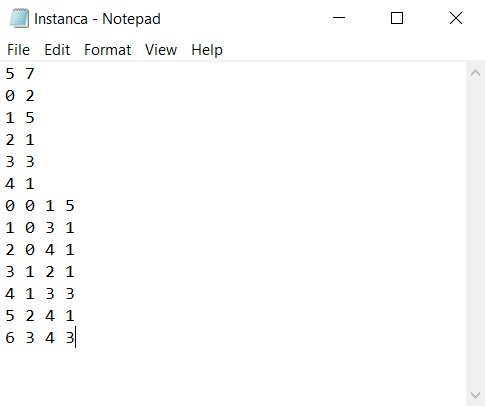 Instanca - Notepad
File Edit Format View Help
5 7
0 2
1 5
2 1
3 3
4 1
0 0 1 5
1 0 3 1
2 0 4 1
3 1 2 1
4 1 3 3
5 2 4 1
6 3 4 3